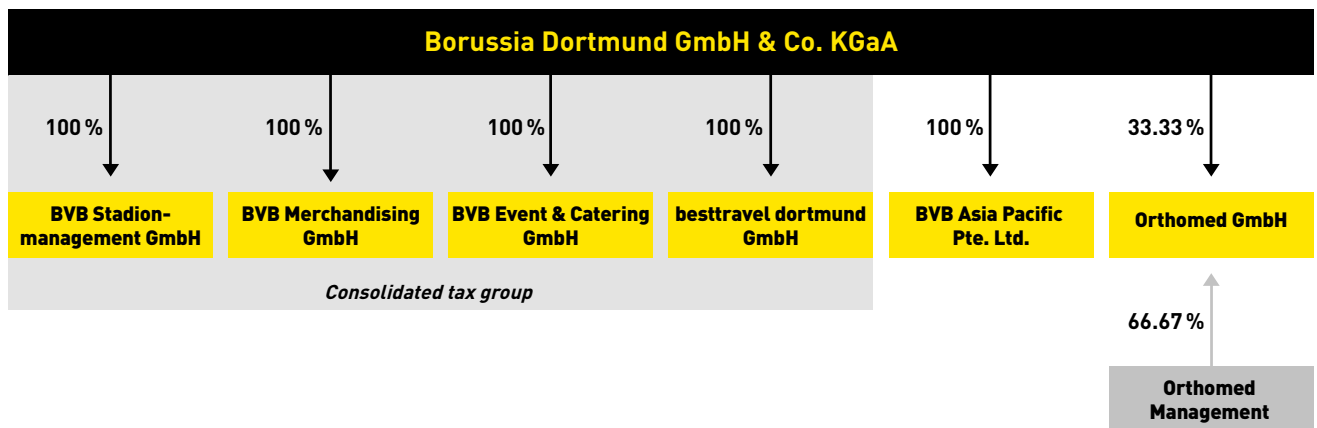 Borussia Dortmund GmbH & Co. KGaA
100 %
100 %
100 %
100 %
100 %
33.33 %
BVB Stadion-
management GmbH
BVB Merchandising
GmbH
BVB Event & Catering
GmbH
besttravel dortmund
GmbH
BVB Asia Pacific
Pte. Ltd.
Orthomed GmbH
Consolidated tax group
66.67 %
Orthomed
Management